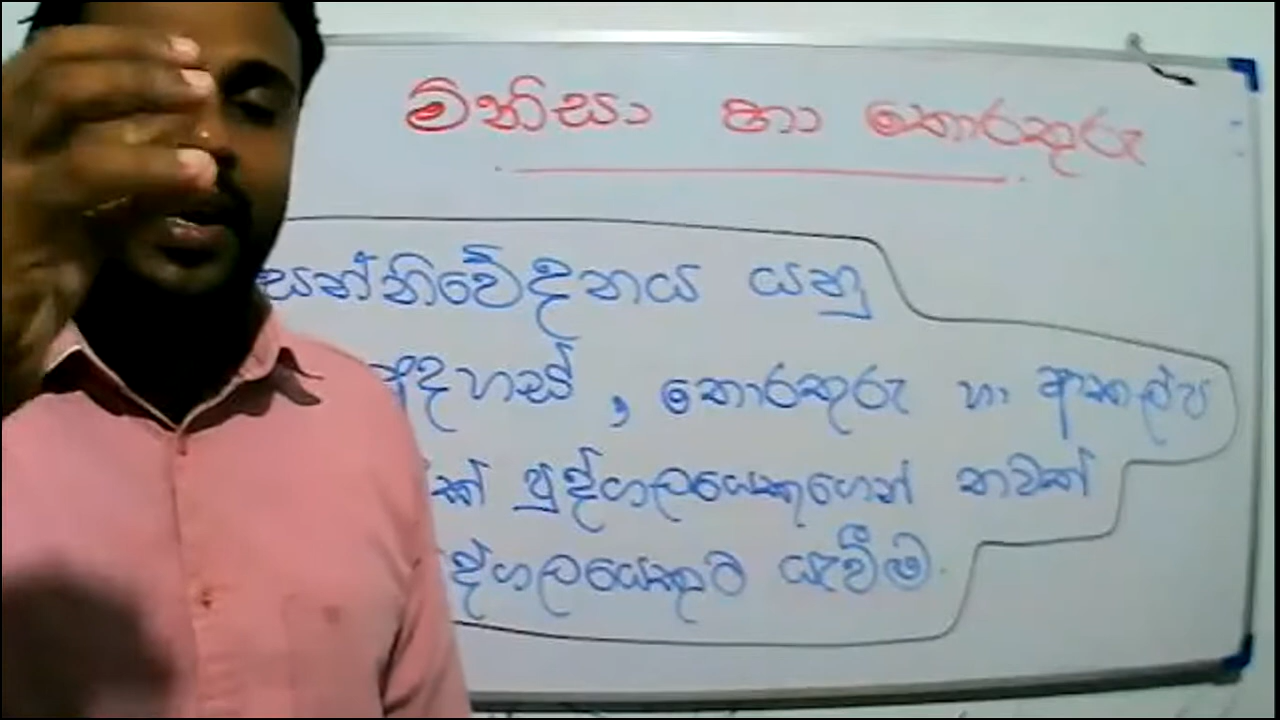 මිනිසා හා තොරතුරු
සන්නිවේදනය යනු
අදහස් , තොරතුරු හා ආකල්ප
පුද්ගලයෙකුගෙන් තවත්
යැවීම.